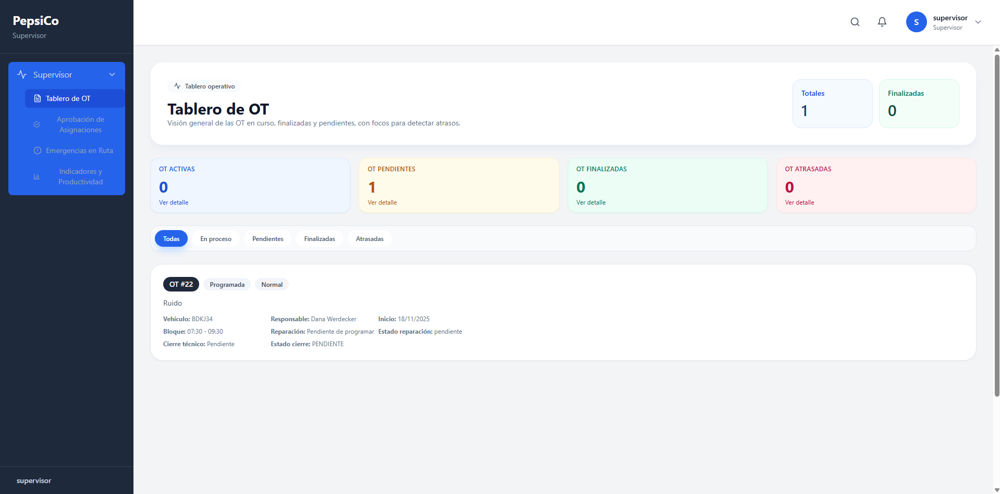 PepsiCo
Supervisor
Supervisor
Tablero de OT
Aprobación de
Asignaciones
Emergencias en Ruta
Indicadores y
Productividad
supervisor
S
supervisor
Supervisor
Tablero operativo
Tablero de OT
Visión general de las OT en curso, finalizadas y pendientes, con focos para detectar atrasos.
Totales
1
Finalizadas
0
OT ACTIVAS
0
Ver detalle
OT PENDIENTES
1
Ver detalle
OT FINALIZADAS
0
Ver detalle
OT ATRASADAS
0
Ver detalle
Todas En proceso Pendientes Finalizadas Atrasadas
OT #22 Programada Normal
Ruido
Vehículo: BDKJ34 Responsable: Dana Werdecker Inicio: 18/11/2025
Bloque: 07:30 - 09:30 Reparación: Pendiente de programar Estado reparación: pendiente
Cierre técnico: Pendiente Estado cierre: PENDIENTE